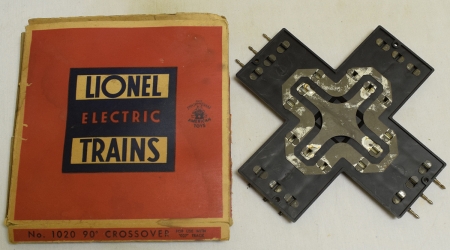 LIONEL
ELECTRIC
TRAINS
No. 1020 90° CROSSOVER